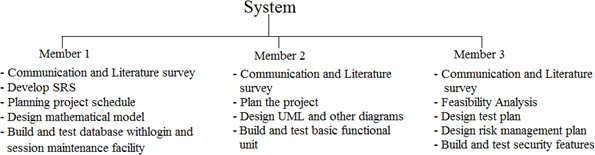 System
Member 1
- Communication and Literature survey
- Develop SRS
- Planning project schedule
- Design mathematical model
- Build and test database withlogin and
session maintenance facility
Member 2
- Communication and Literature
survey
- Plan the project
- Design UML and other diagrams
- Build and test basic functional
unit
Member 3
- Communication and Literature
survey
- Feasibility Analysis
- Design test plan
- Design risk management plan
- Build and test security features